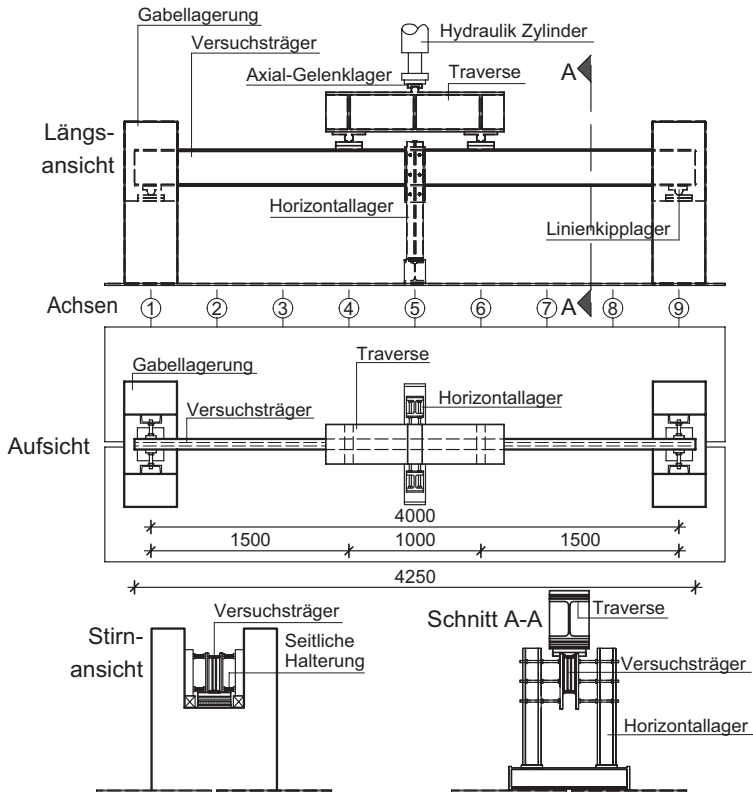 Gabellagerung
Versuchsträger
Hydraulik Zylinder
Axial-Gelenklager
Traverse
A
Längs-
ansicht
Horizontallager
Linienkipplager
Achsen
1 2 3 4 5 6 7 A 8 9
Gabellagerung
Traverse
Versuchsträger
Horizontallager
Aufsicht
4000
1500 1000 1500
4250
Stirn-
ansicht
Versuchsträger
Seitliche
Halterung
Schnitt A-A
Traverse
Versuchsträger
Horizontallager